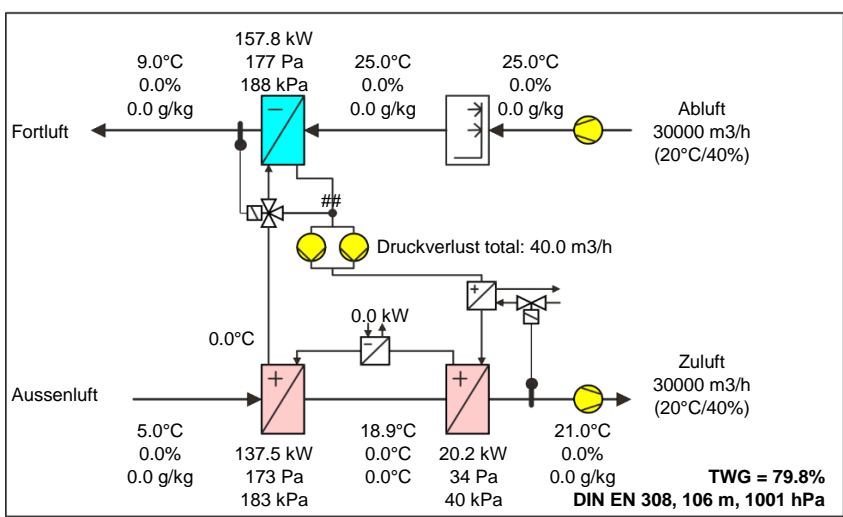 157.8 kW
177 Pa
188 kPa
9.0°C
0.0%
0.0 g/kg
25.0°C
0.0%
0.0 g/kg
25.0°C
0.0%
0.0 g/kg
Fortluft
Abluft
30000 m3/h
(20°C/40%)
##
Druckverlust total: 40.0 m3/h
+
0.0 kW
0.0°C
Aussenluft
Zuluft
30000 m3/h
(20°C/40%)
5.0°C
0.0%
0.0 g/kg
137.5 kW
173 Pa
183 kPa
18.9°C
0.0°C
0.0°C
20.2 kW
34 Pa
40 kPa
21.0°C
0.0%
0.0 g/kg
TWG = 79.8%
DIN EN 308, 106 m, 1001 hPa